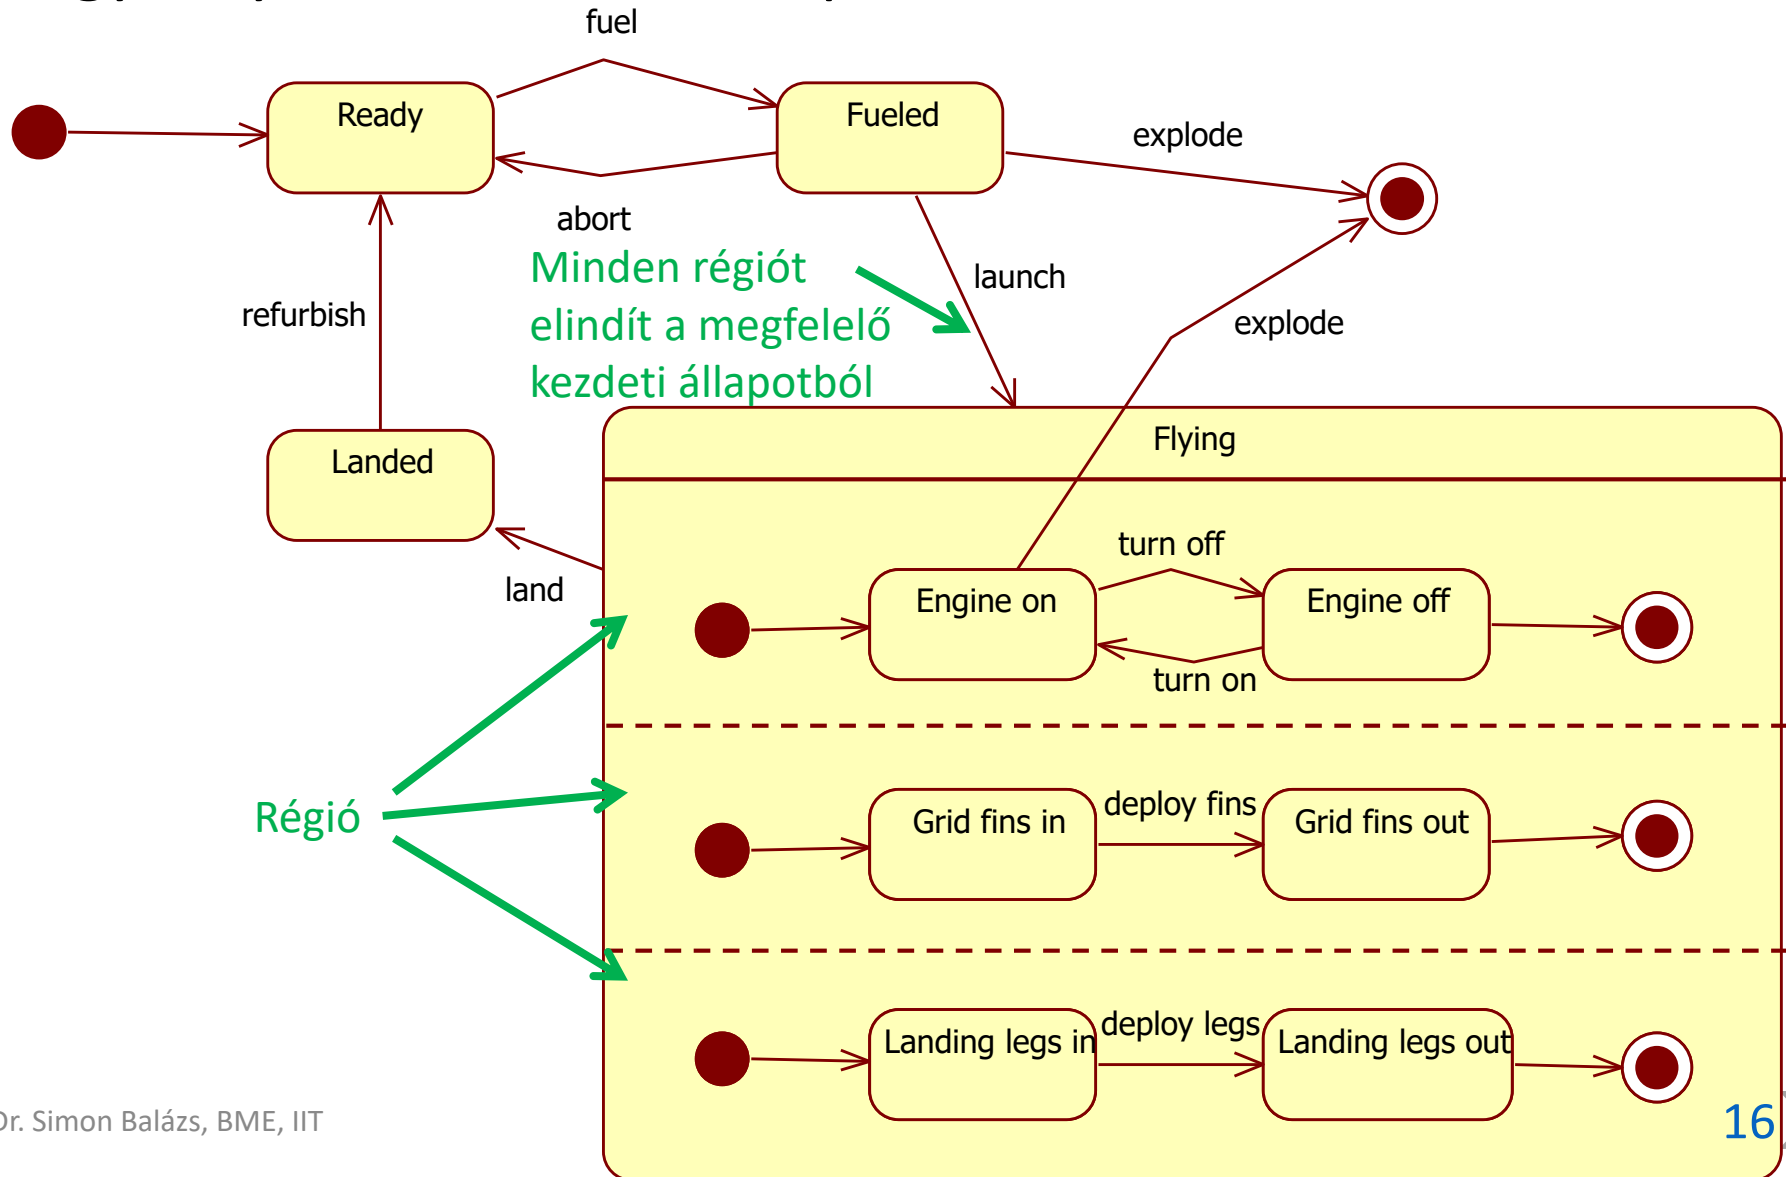 fuel
Ready
Fueled
explode
abort
Minden régiót
elindít a megfelelő
kezdeti állapotból
launch
refurbish
explode
Flying
Landed
land
turn off
Engine on
Engine off
turn on
Régió
deploy fins
Grid fins in
Grid fins out
deploy legs
Landing legs in
Landing legs out
Dr. Simon Balázs, BME, IIT
16